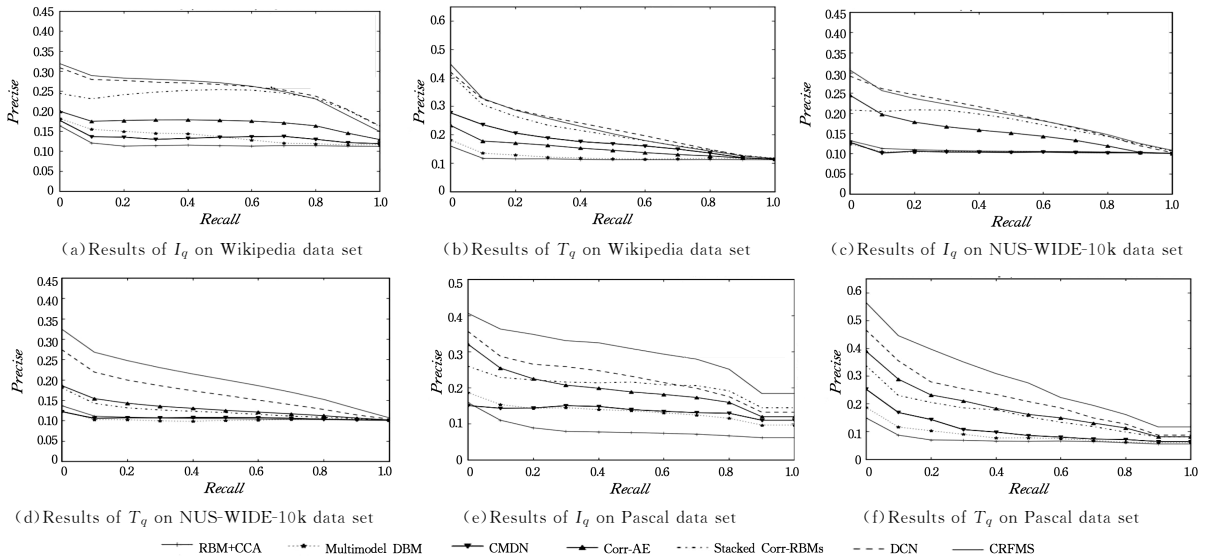 0.45
0.40
0.35
0.30
0.25
0.20
0.15
0.10
0.05
0
Precise
0 0.2 0.4 0.6 0.8 1.0
Recall
(a)Results of Iq on Wikipedia data set
0.6
0.5
0.4
0.3
0.2
0.1
0
Precise
0 0.2 0.4 0.6 0.8 1.0
Recall
(b)Results of Tq on Wikipedia data set
0.45
0.40
0.35
0.30
0.25
0.20
0.15
0.10
0.05
0
Precise
0 0.2 0.4 0.6 0.8 1.0
Recall
(c)Results of Iq on NUS-WIDE-10k data set
0.45
0.40
0.35
0.30
0.25
0.20
0.15
0.10
0.05
0
Precise
0 0.2 0.4 0.6 0.8 1.0
Recall
(d)Results of Tq on NUS-WIDE-10k data set
0.5
0.4
0.3
0.2
0.1
0
Precise
0 0.2 0.4 0.6 0.8 1.0
Recall
(e)Results of Iq on Pascal data set
0.6
0.5
0.4
0.3
0.2
0.1
0
Precise
0 0.2 0.4 0.6 0.8 1.0
Recall
(f)Results of Tq on Pascal data set
RBM+CCA Multimodel DBM CMDN Corr-AE Stacked Corr-RBMs DCN CRFMS